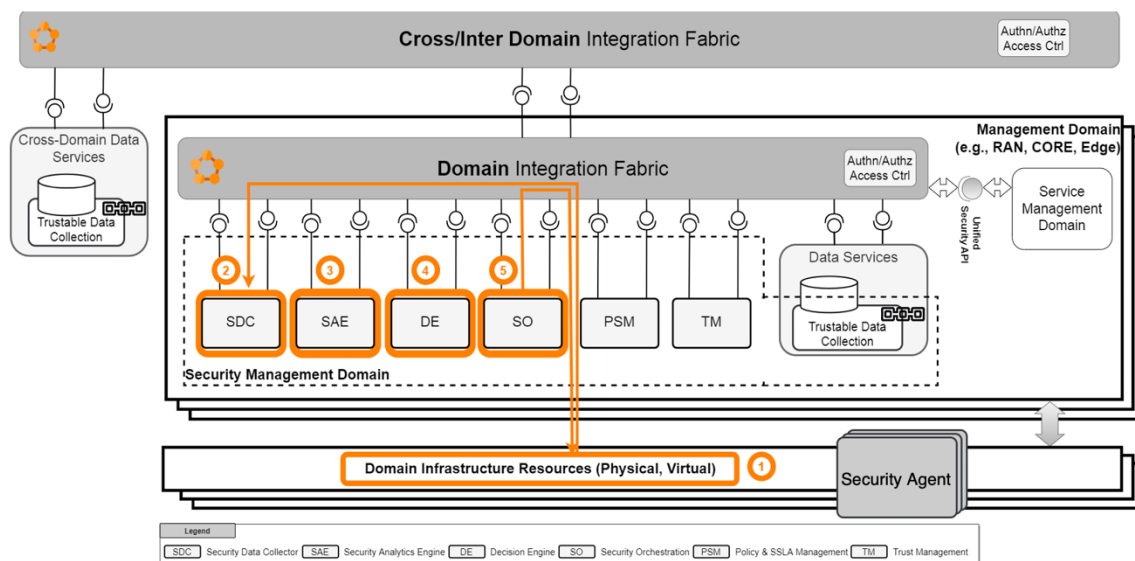 Cross/Inter Domain Integration Fabric
Authn/Authz
Access Ctrl
Cross-Domain Data
Services
Trustable Data
Collection
Management Domain
(e.g., RAN, CORE, Edge)
Domain Integration Fabric
Authn/Authz
Access Ctrl
Unified
Security API
Service
Management
Domain
Data Services
Trustable Data
Collection
2
3
4
5
SDC
SAE
DE
SO
PSM
TM
Security Management Domain
Domain Infrastructure Resources (Physical, Virtual)
1
Security Agent
Legend
SDC Security Data Collector SAE Security Analytics Engine DE Decision Engine SO Security Orchestration PSM Policy & SSLA Management TM Trust Management